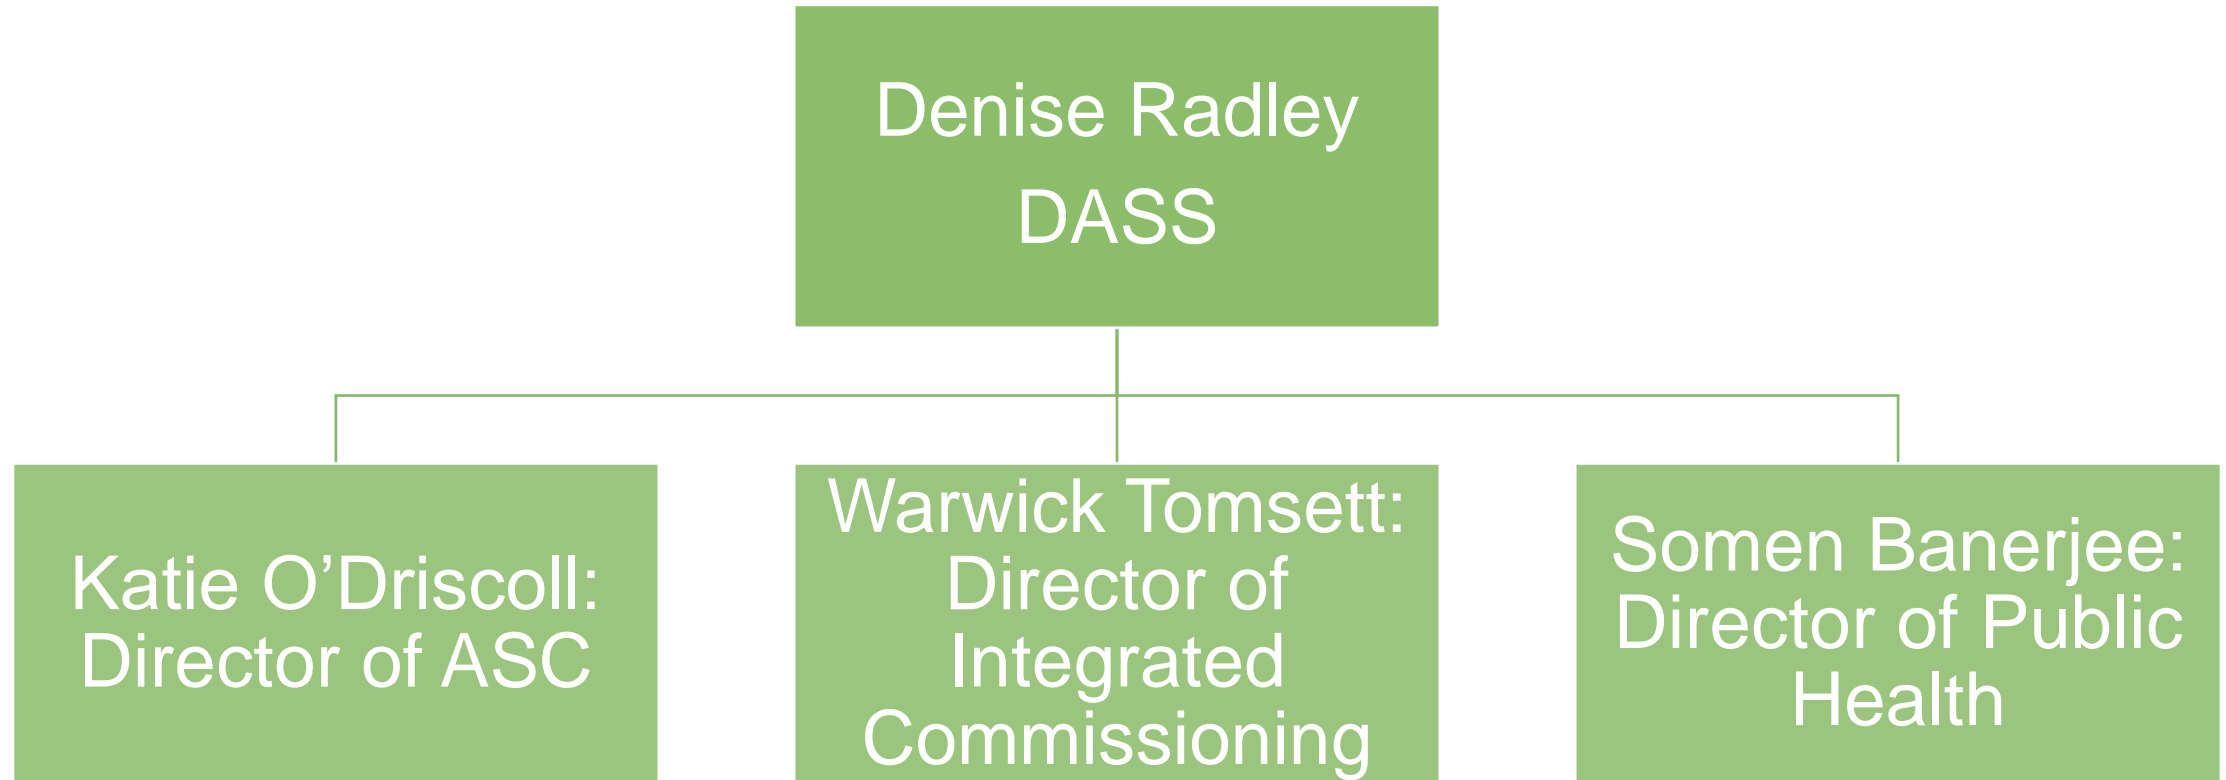 Denise Radley
DASS
Katie O’Driscoll:
Director of ASC
Warwick Tomsett:
Director of
Integrated
Commissioning
Somen Banerjee:
Director of Public
Health